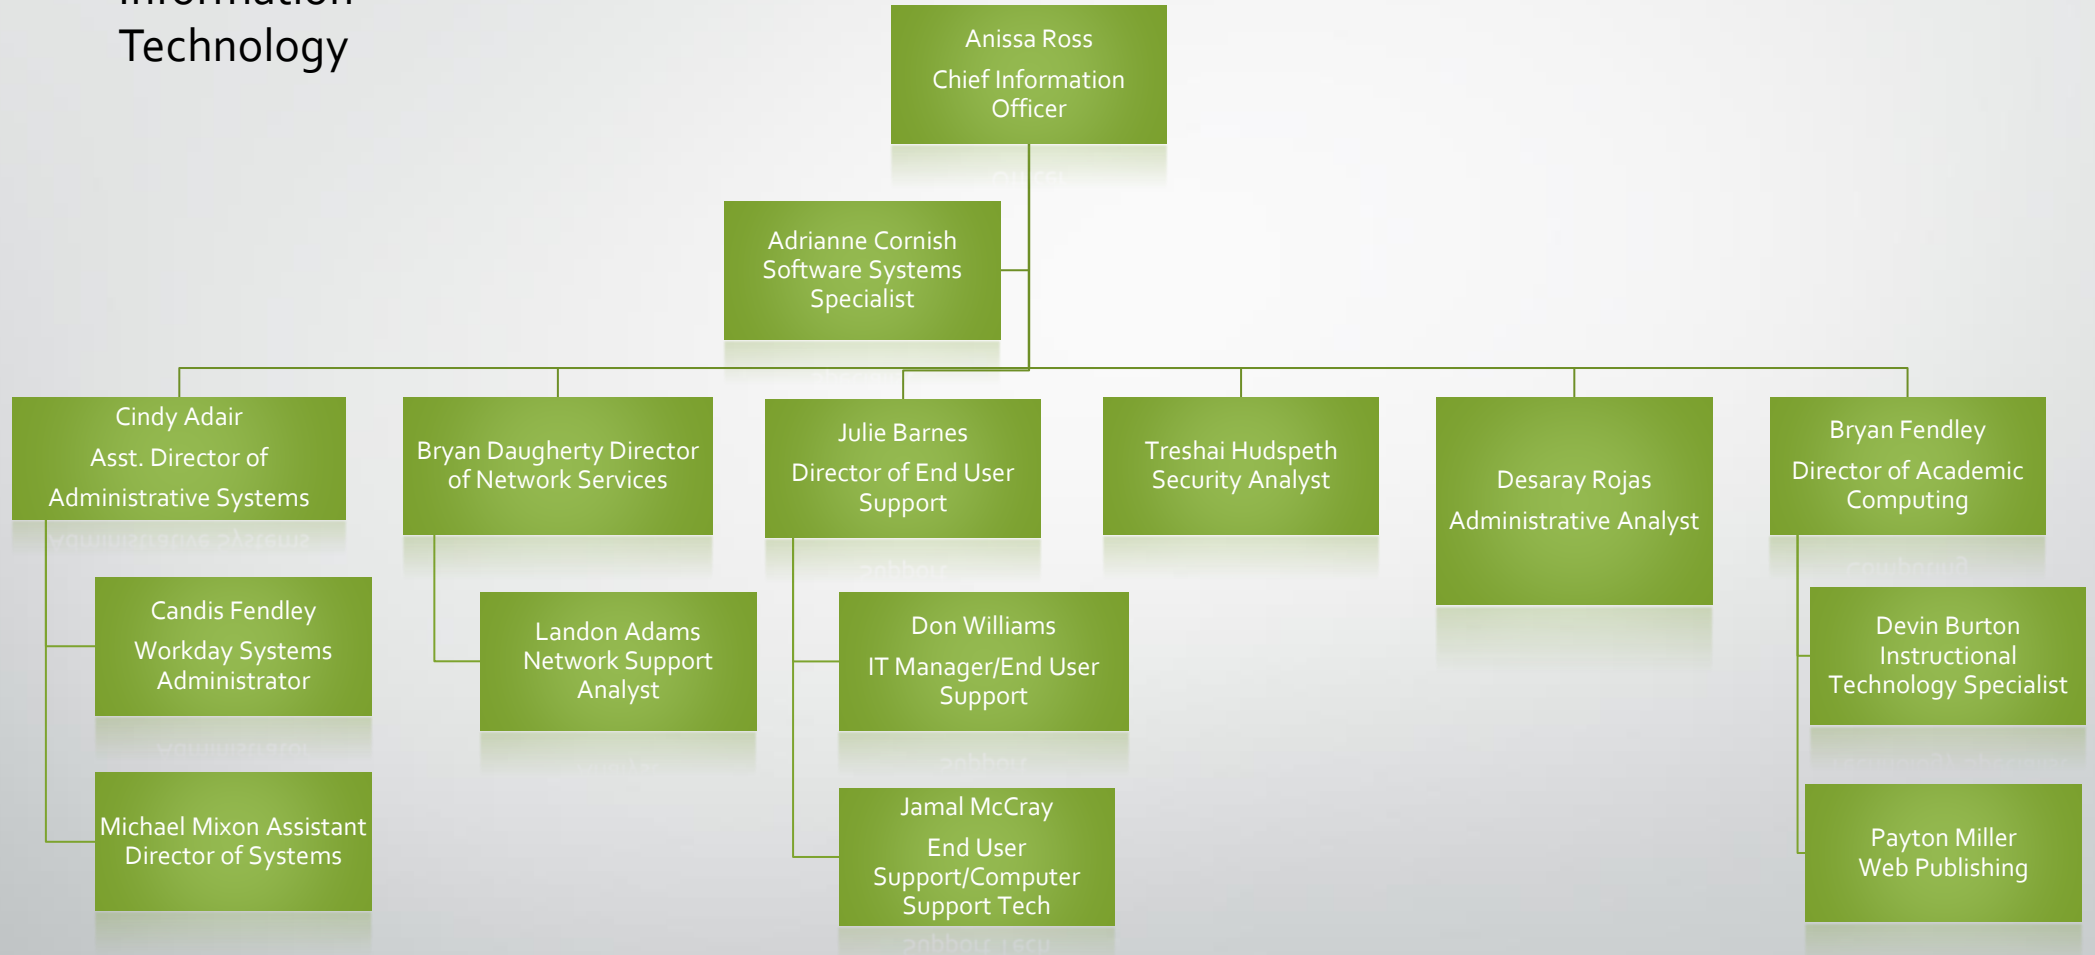 Information
Technology
Anissa Ross
Chief Information
Officer
Adrianne Cornish
Software Systems
Specialist
Cindy Adair
Asst. Director of
Administrative Systems
Bryan Daugherty Director
of Network Services
Julie Barnes
Director of End User
Support
Treshai Hudspeth
Security Analyst
Desaray Rojas
Administrative Analyst
Bryan Fendley
Director of Academic
Computing
Candis Fendley
Workday Systems
Administrator
Michael Mixon Assistant
Director of Systems
Landon Adams
Network Support
Analyst
Don Williams
IT Manager/End User
Support
Jamal McCray
End User
Support/Computer
Support Tech
Devin Burton
Instructional
Technology Specialist
Payton Miller
Web Publishing